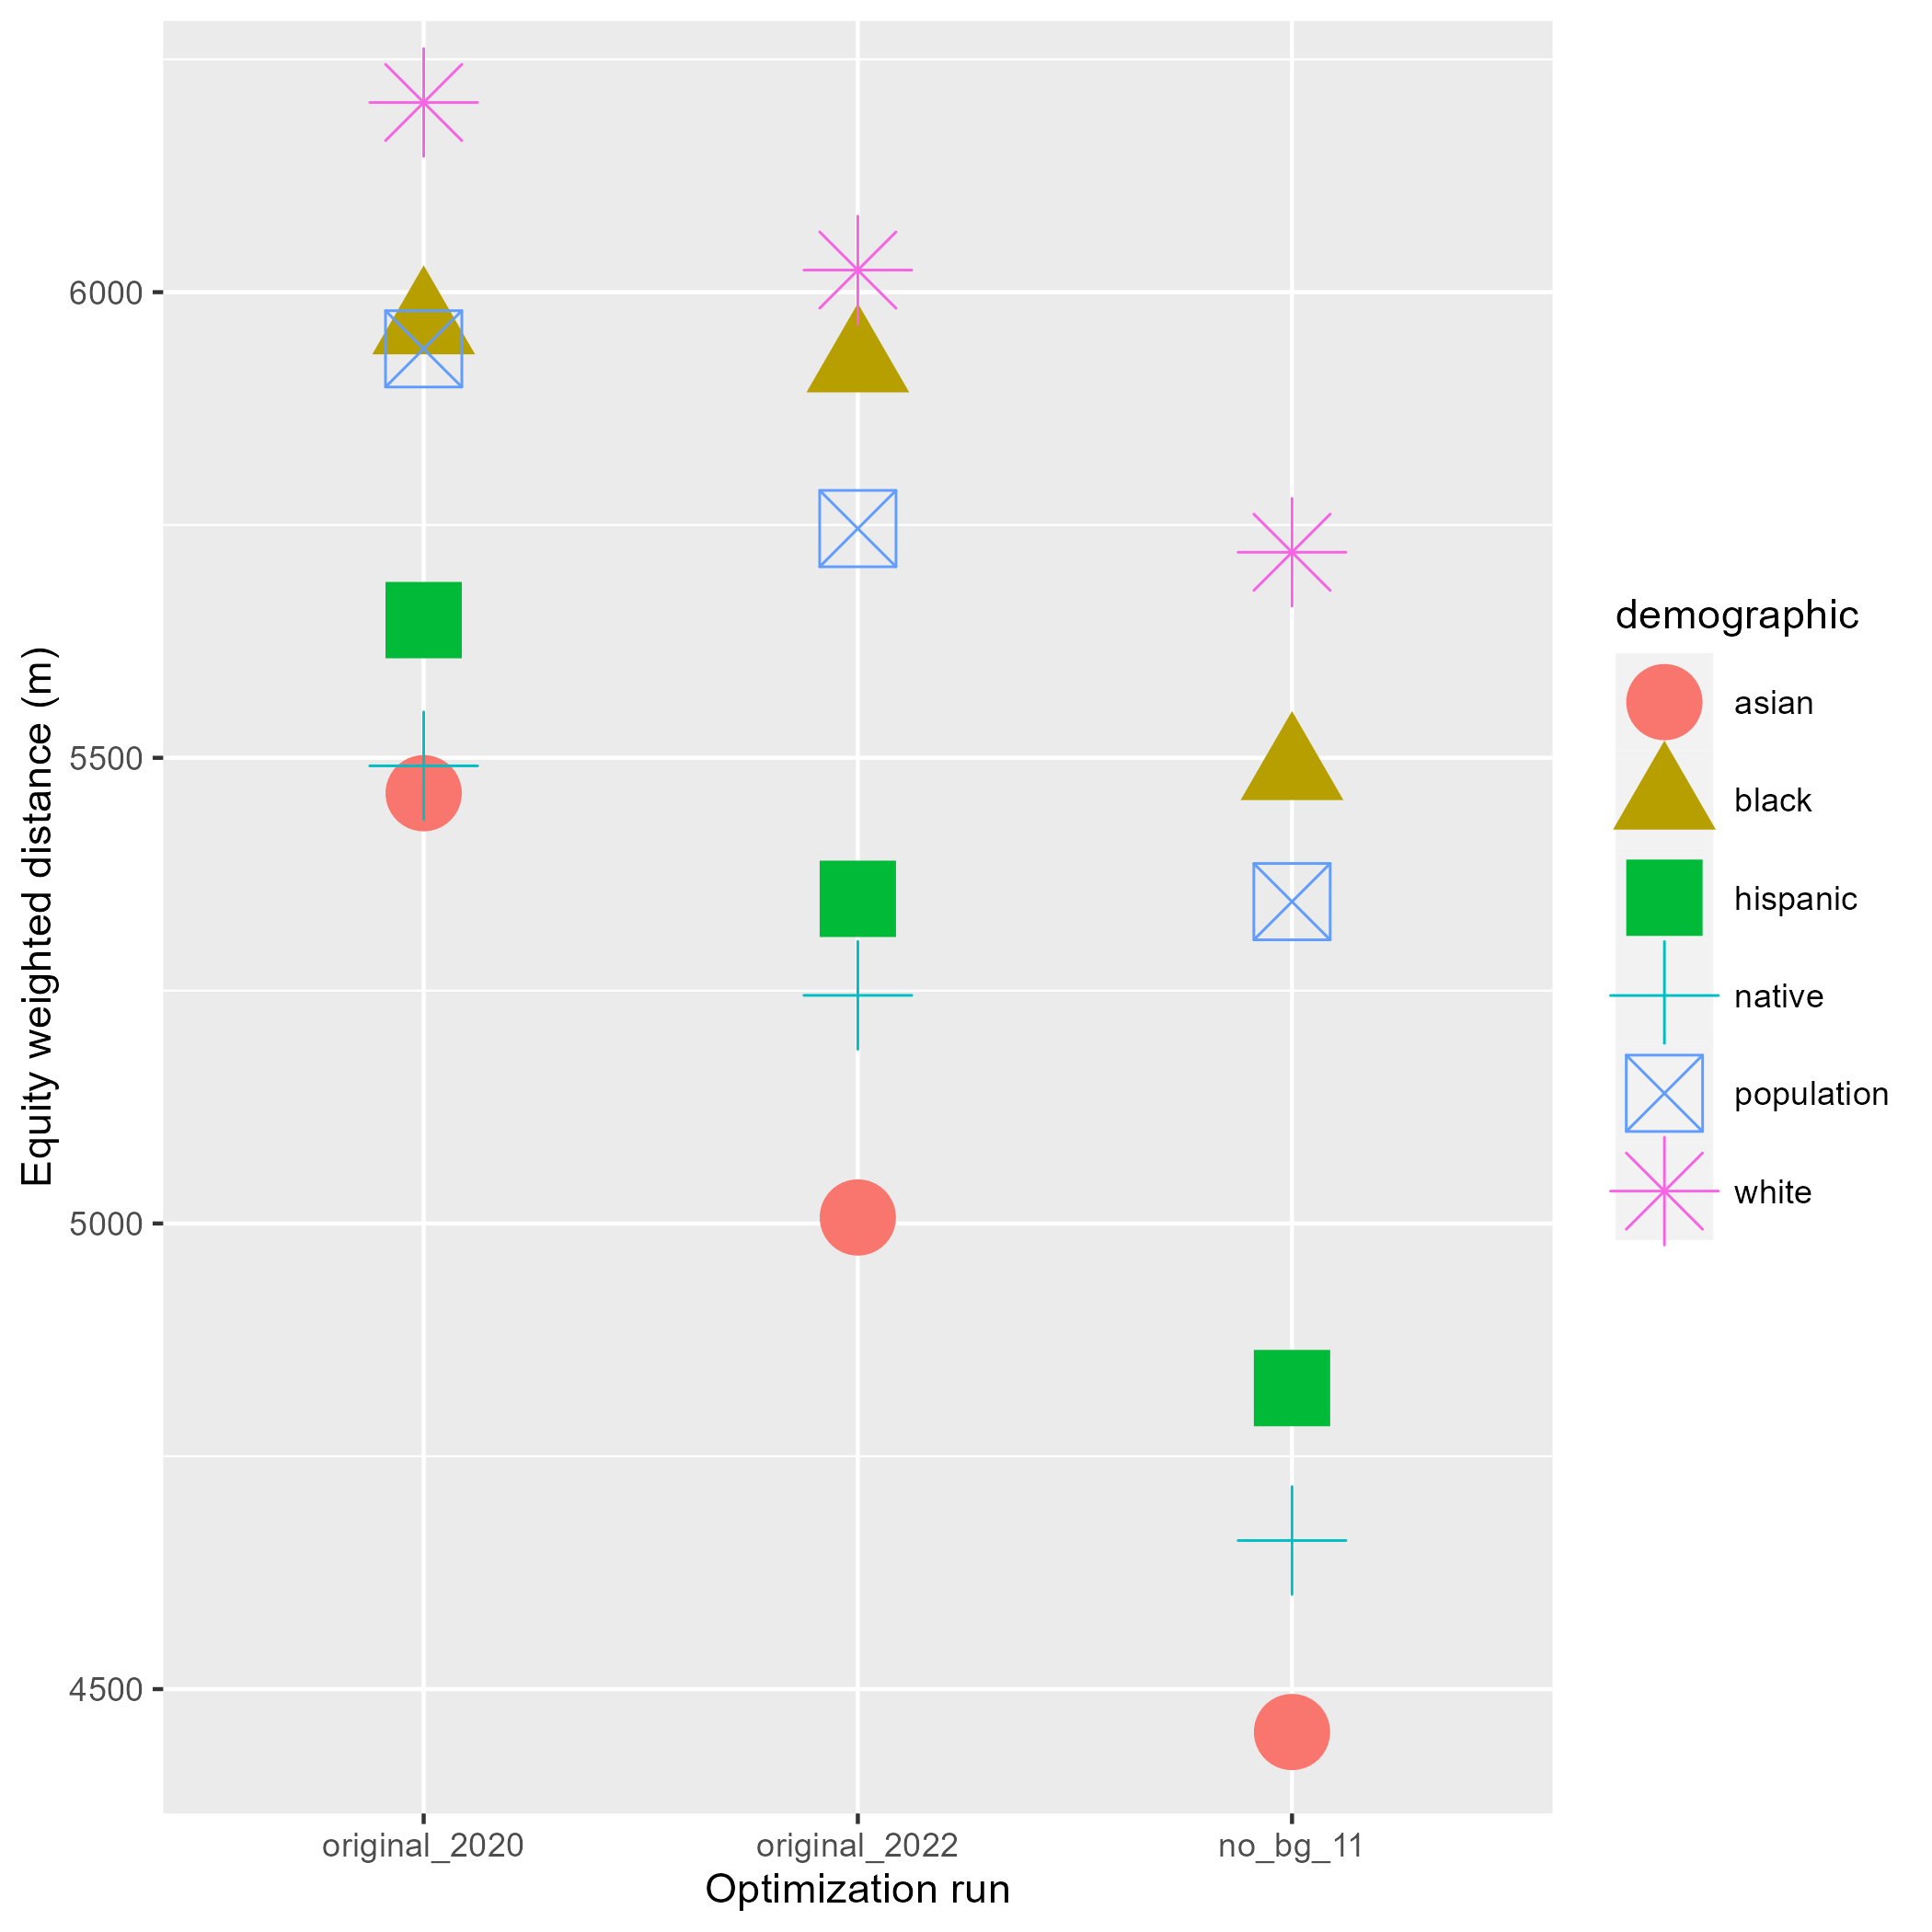 Equity weighted distance (m)
6000
5500
5000
4500
original_2020
original_2022
no_bg_11
Optimization run
demographic
asian
black
hispanic
native
population
white